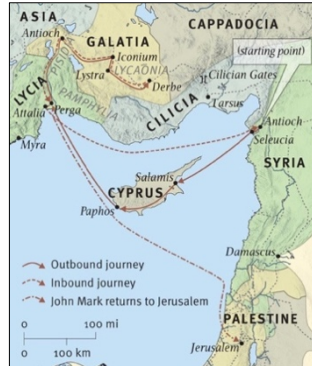 ASIA
Antioch
GALATIA
CAPPADOCIA
(starting point)
PISIDIA
Iconium
Lystra
LYCAONIA
Derbe
Cilician Gates
LYCIA
PAMPHYLIA
Attalia
Perga
CILICIA
Tarsus
Antioch
Seleucia
Myra
SYRIA
Salamis
CYPRUS
Paphos
Damascus
Outbound journey
Inbound journey
John Mark returns to Jerusalem
PALESTINE
0 100 mi
0 100 km
Jerusalem